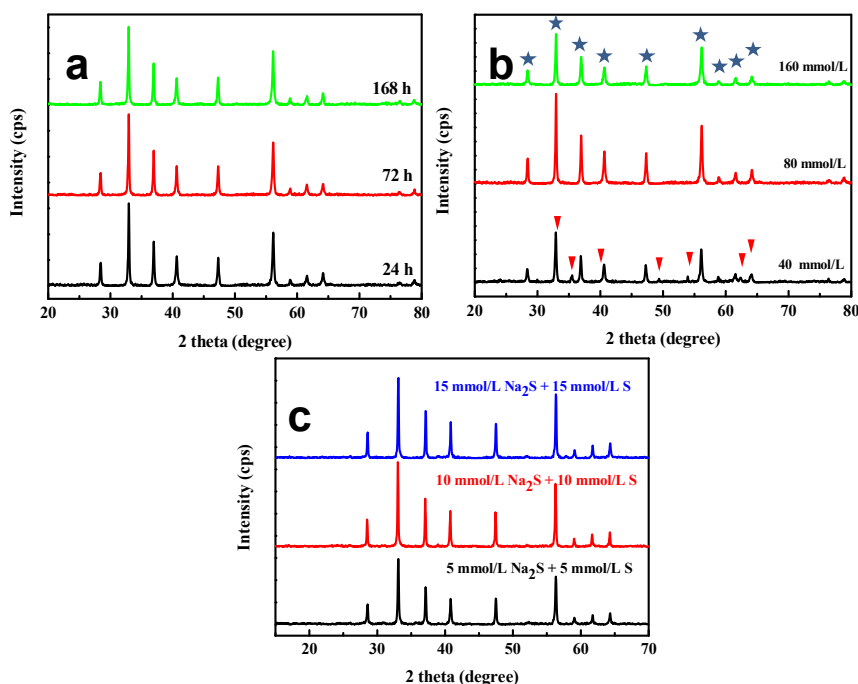 a
168 h
72 h
24 h
Intensity (cps)
20 30 40 50 60 70 80
2 theta (degree)
b
160 mmol/L
80 mmol/L
40 mmol/L
Intensity (cps)
20 30 40 50 60 70 80
2 theta (degree)
c
15 mmol/L Na₂S + 15 mmol/L S
10 mmol/L Na₂S + 10 mmol/L S
5 mmol/L Na₂S + 5 mmol/L S
Intensity (cps)
20 30 40 50 60 70
2 theta (degree)